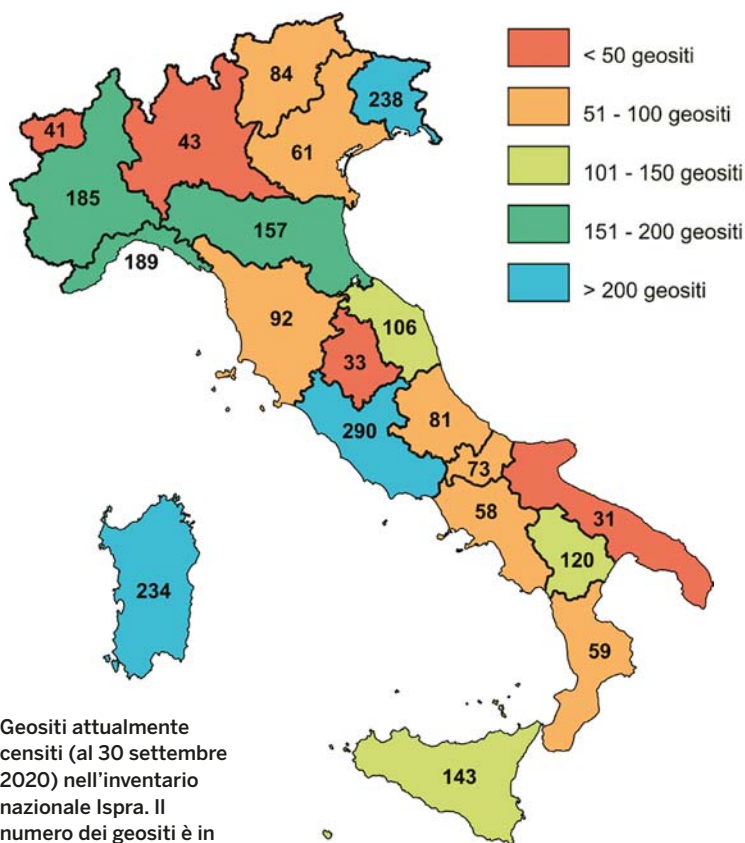 < 50 geositi
51 - 100 geositi
101 - 150 geositi
151 - 200 geositi
> 200 geositi
84
238
41
43
61
185
157
189
92
106
33
290
81
73
58
31
120
234
59
143
Geositi attualmente
censiti (al 30 settembre
2020) nell'inventario
nazionale Ispra. Il
numero dei geositi è in